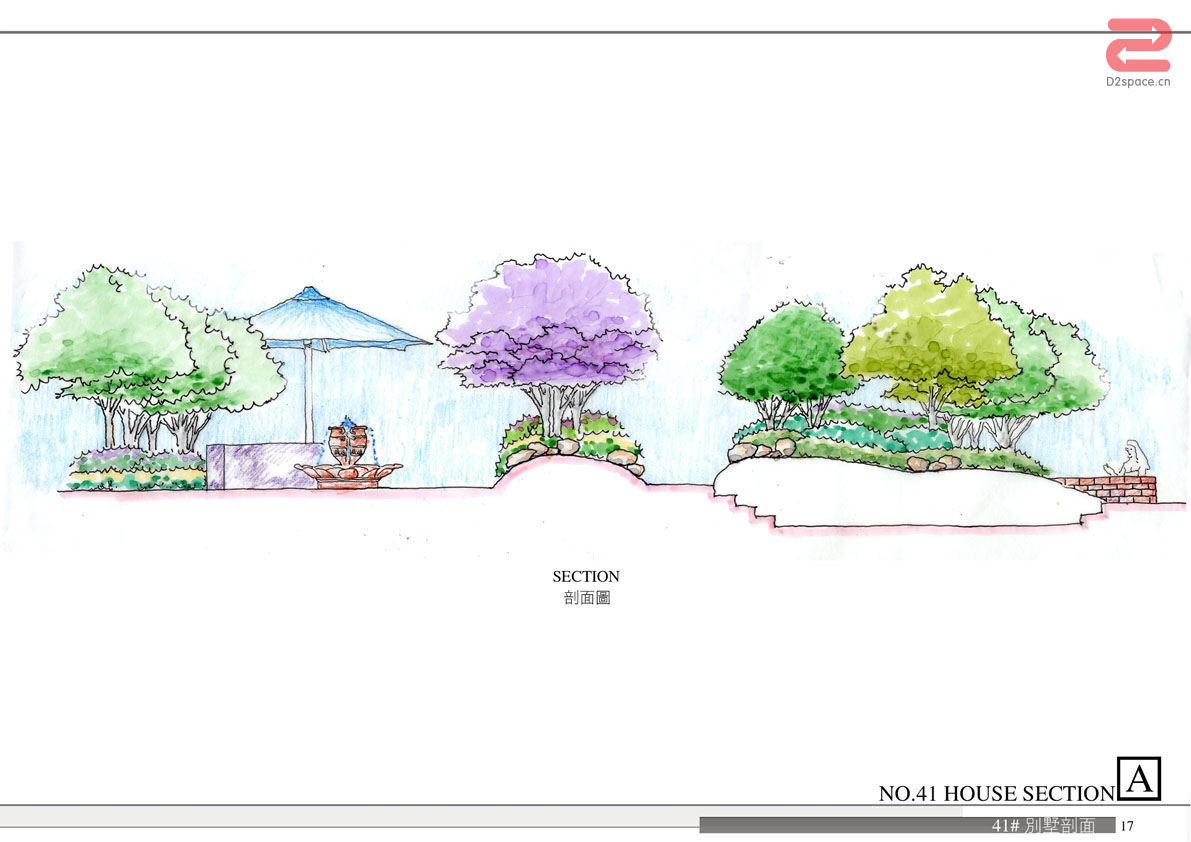 D2space.cn
SECTION
剖面圖
NO.41 HOUSE SECTION A
41# 別墅剖面 17